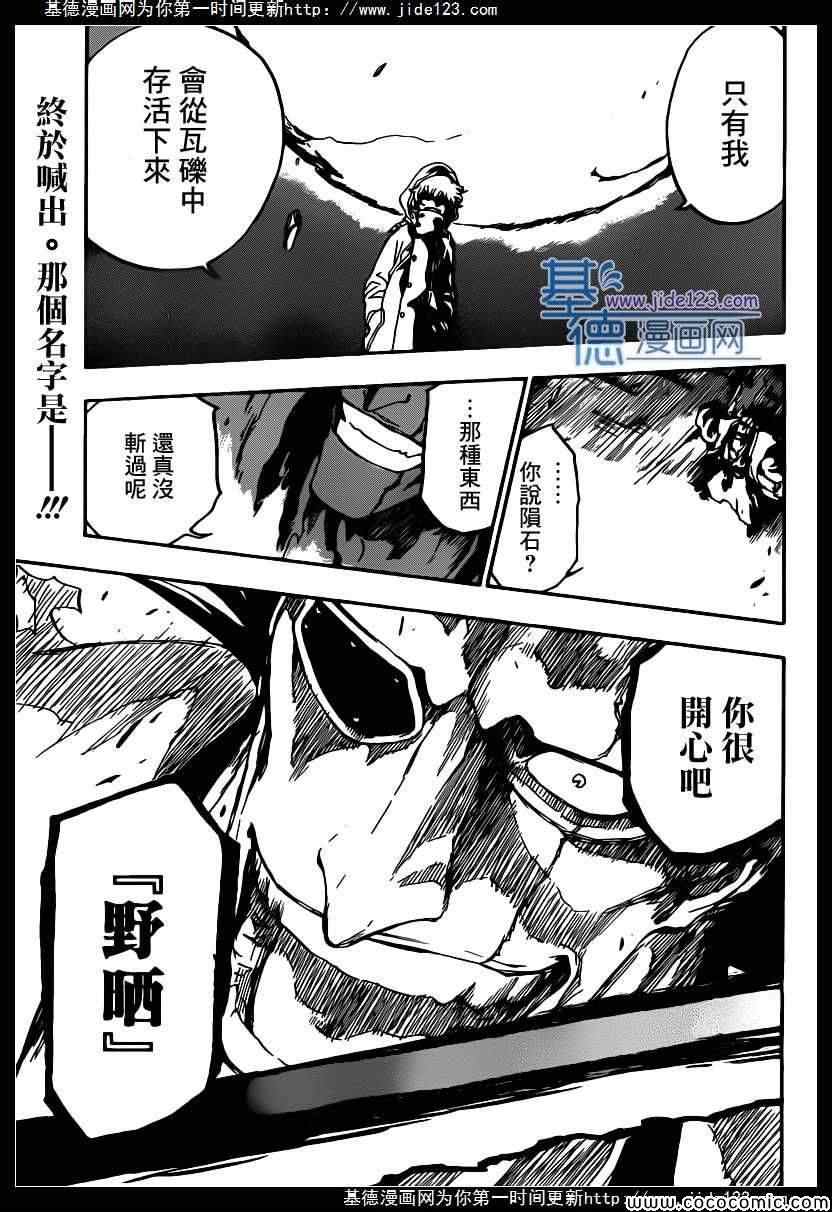 基德漫画网为你第一时间更新http: // www.jide123.com
只有我
會從瓦礫中
存活下來
終於喊出。那個名字是——!!!
基德漫画网
www.jide123.com
……
你說隕石?
…那種東西
還真沒
斬過呢
你很
開心吧
『野晒』
基德漫画网为你第一时间更新http: // www.jide123.com
www.cococomic.com